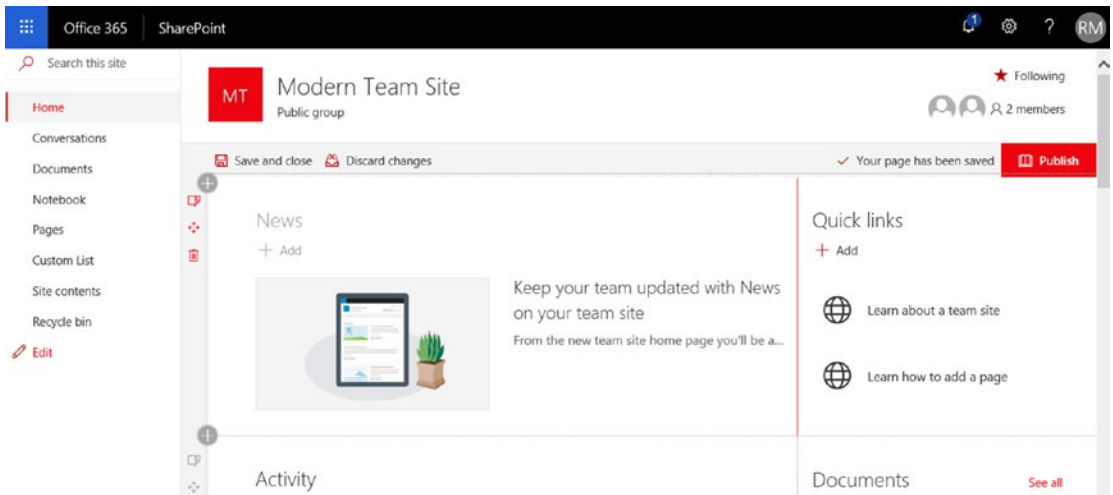 Office 365 SharePoint 1 ? RM
Search this site
Home
Conversations
Documents
Notebook
Pages
Custom List
Site contents
Recycle bin
Edit
MT
Modern Team Site
Public group
Following
2 members
Save and close Discard changes Your page has been saved Publish
News
+ Add
Keep your team updated with News
on your team site
From the new team site home page you'll be a...
Quick links
+ Add
Learn about a team site
Learn how to add a page
Activity
Documents See all